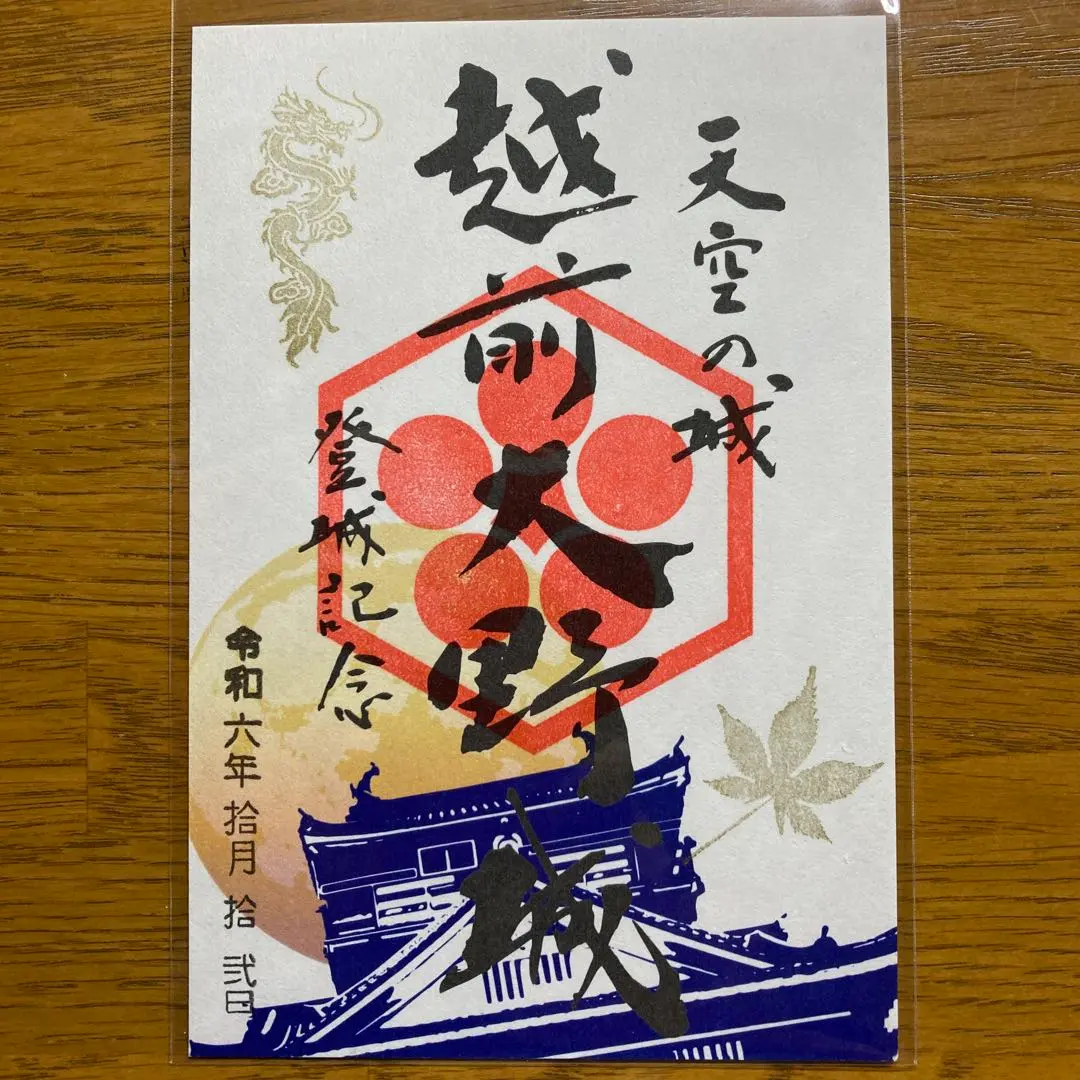 天空の城
越前大野城
登城記念
令和六年拾月拾弐日